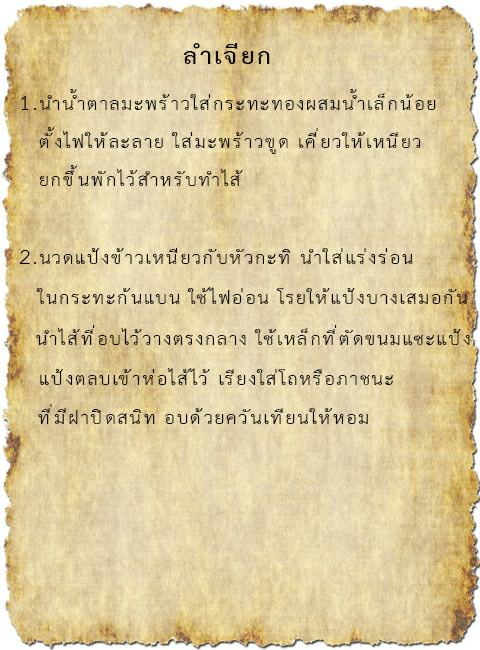 ลำเจียก
1.นำน้ำตาลมะพร้าวใส่กระทะทองผสมน้ำเล็กน้อย
ตั้งไฟให้ละลาย ใส่มะพร้าวขูด เคี่ยวให้เหนียว
ยกขึ้นพักไว้สำหรับทำไส้
2.นวดแป้งข้าวเหนียวกับหัวกะทิ นำใส่แร่งร่อน
ในกระทะก้นแบน ใช้ไฟอ่อน โรยให้แป้งบางเสมอกัน
นำไส้ที่อบไว้วางตรงกลาง ใช้เหล็กที่ตัดขนมแซะแป้ง
แป้งตลบเข้าห่อไส้ไว้ เรียงใส่โถหรือภาชนะ
ที่มีฝาปิดสนิท อบด้วยควันเทียนให้หอม